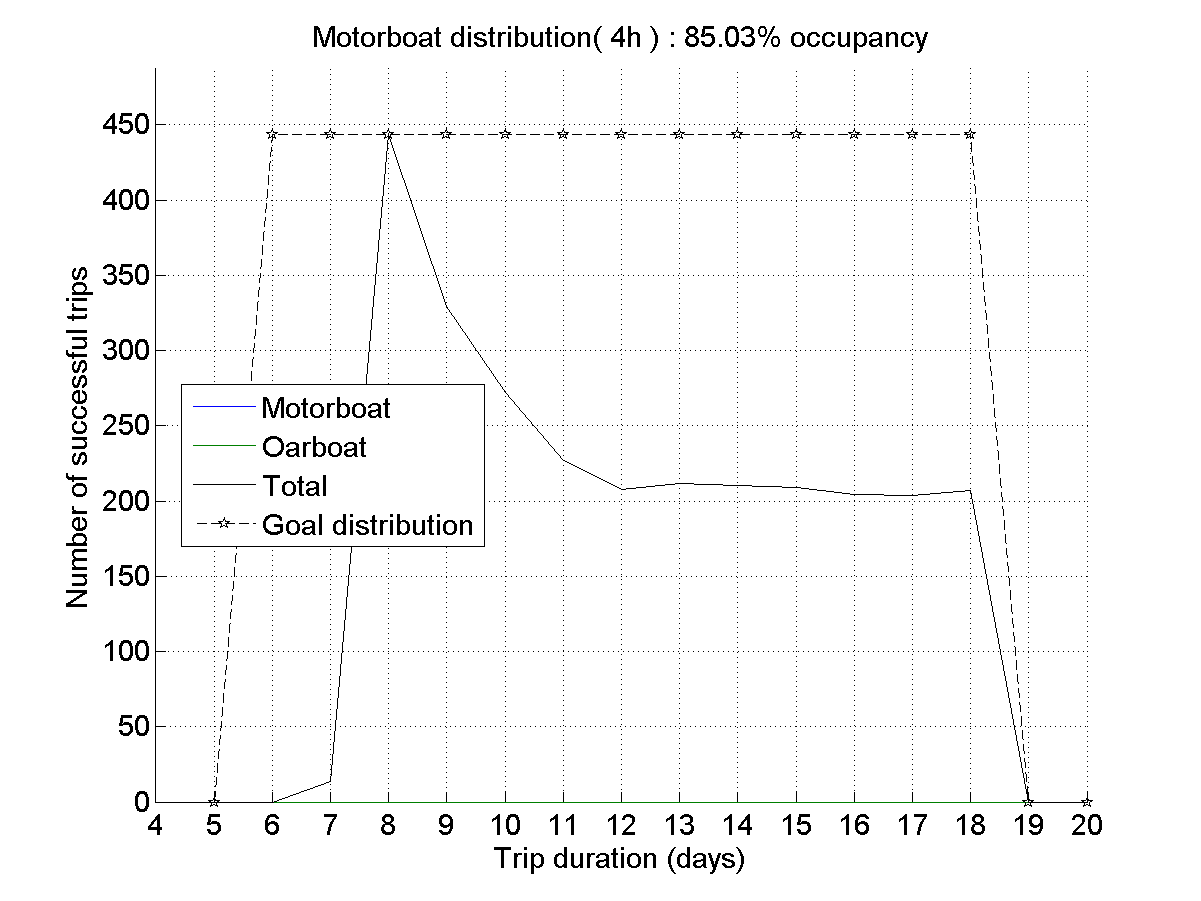 Motorboat distribution( 4h ) : 85.03% occupancy
Number of successful trips
450
400
350
300
250
200
150
100
50
0
Motorboat
Oarboat
Total
Goal distribution
4 5 6 7 8 9 10 11 12 13 14 15 16 17 18 19 20
Trip duration (days)